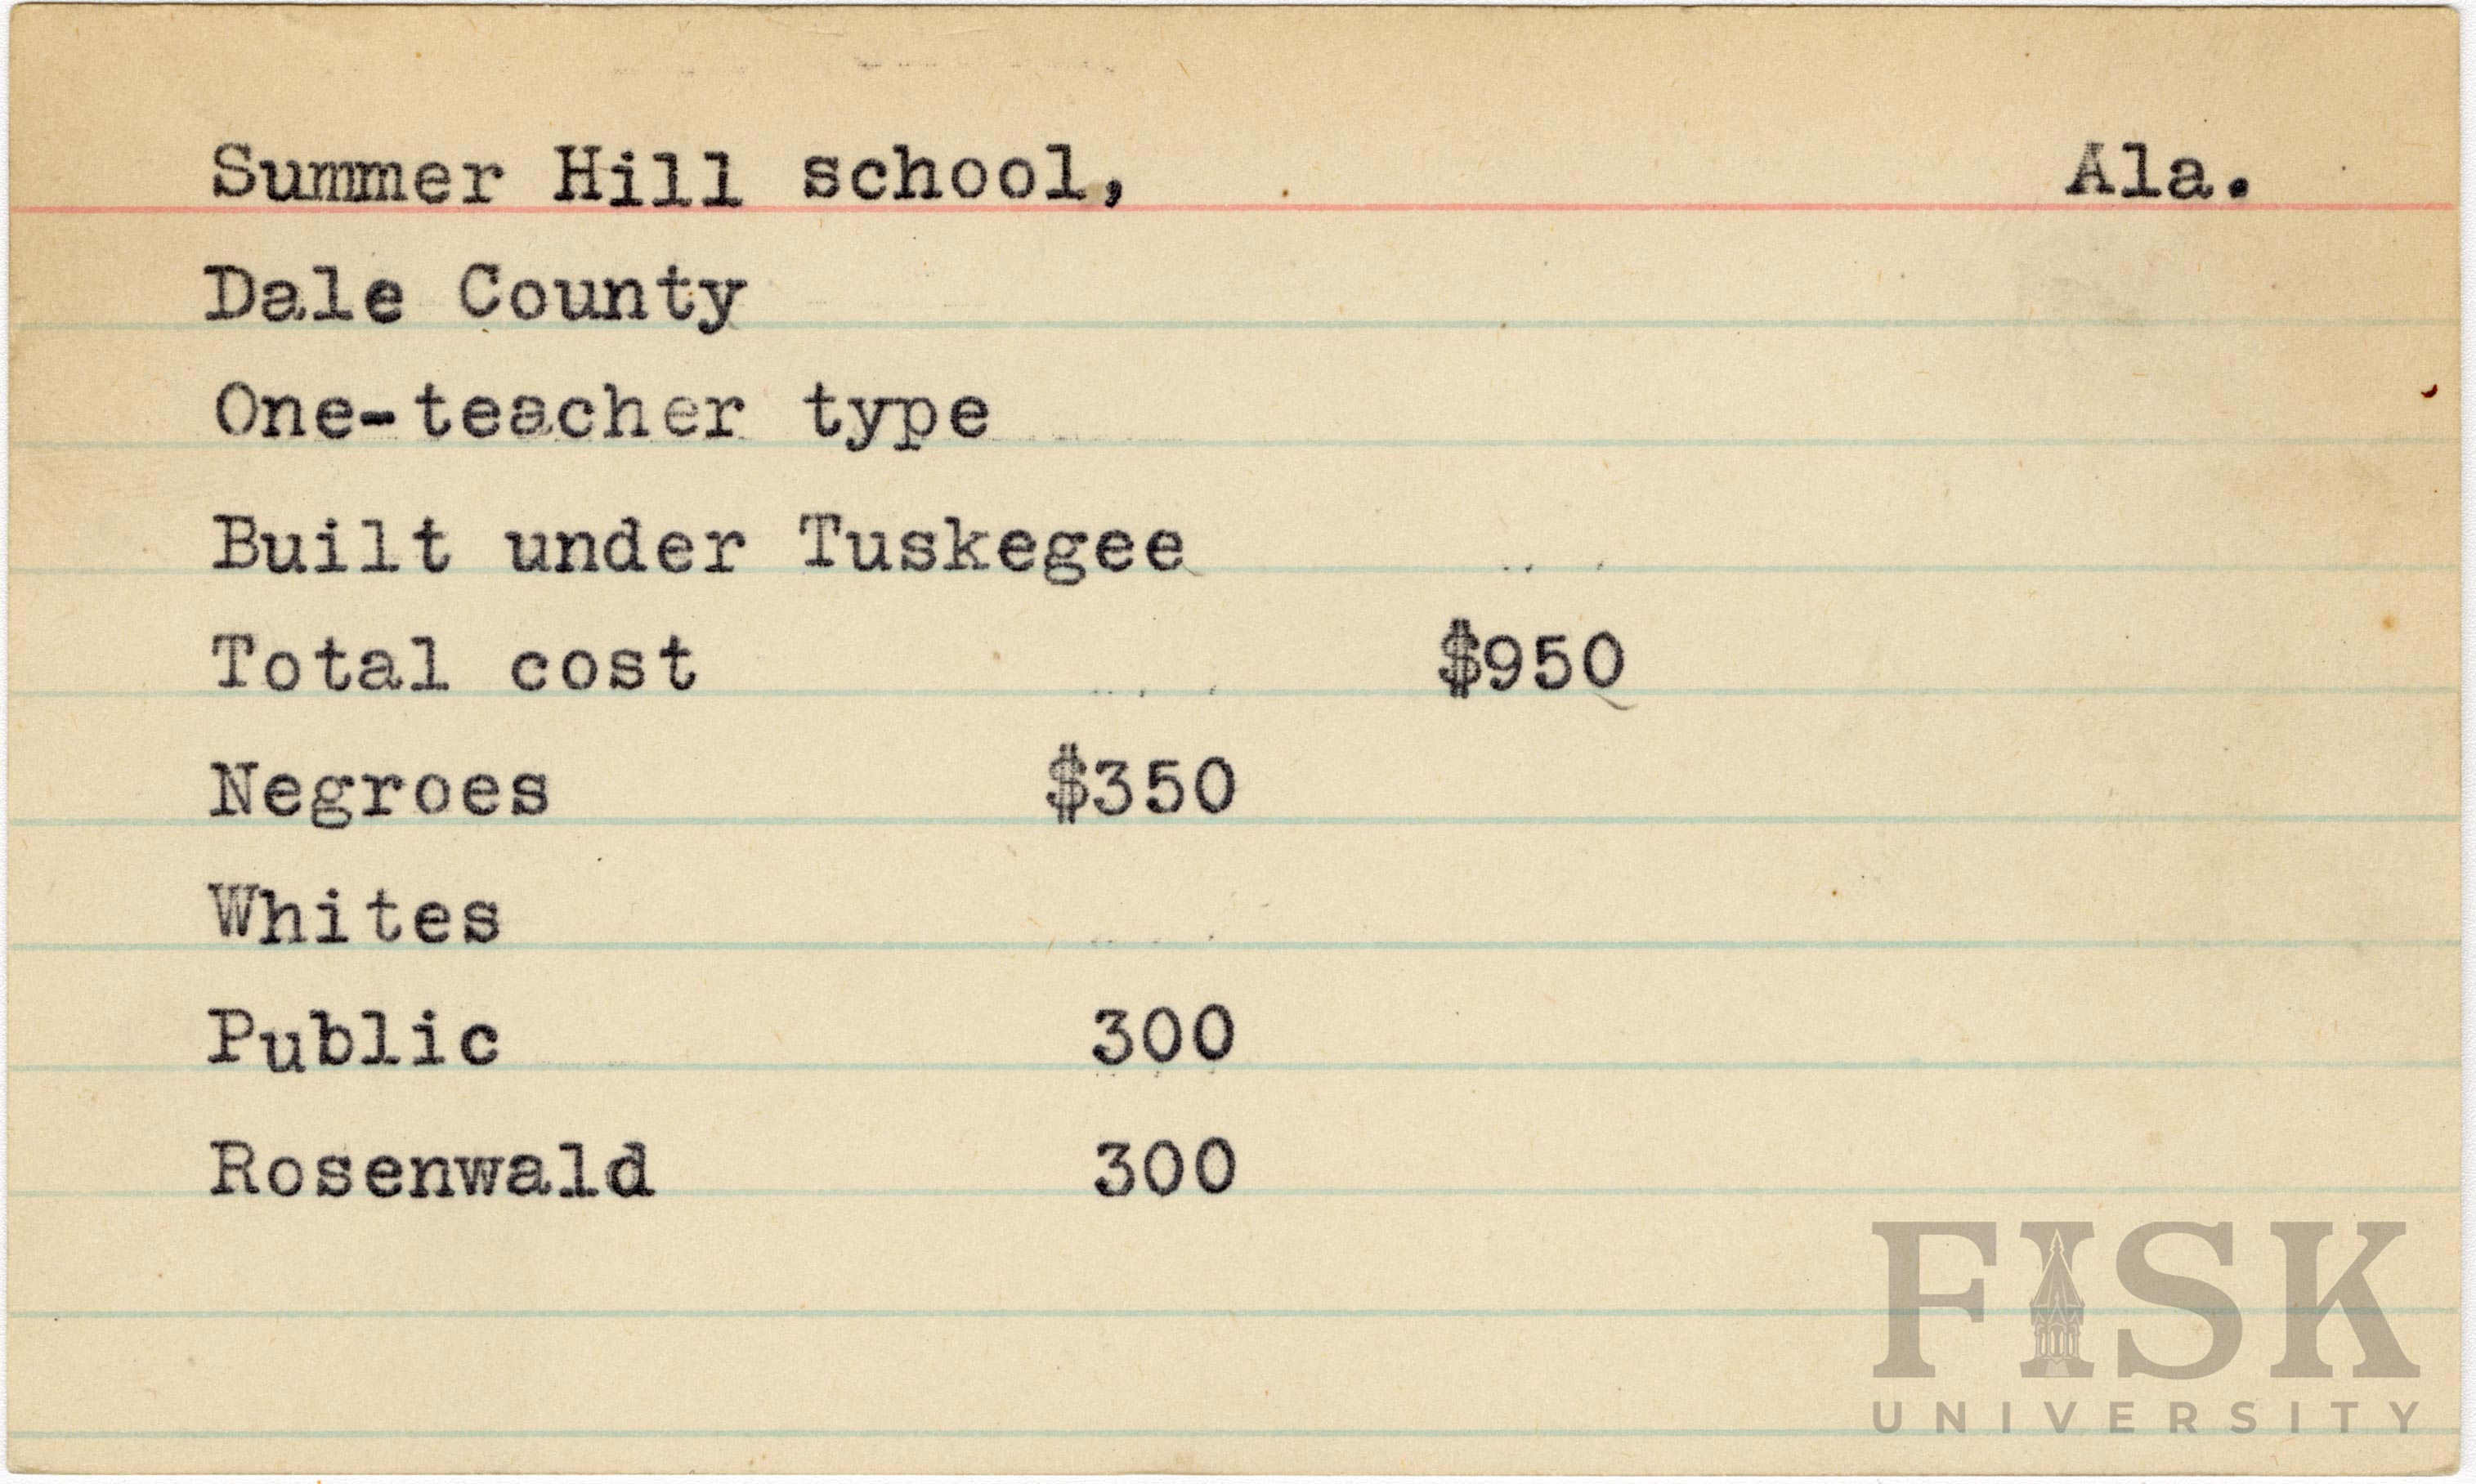 Summer Hill school, Ala.
Dale County
One-teacher type
Built under Tuskegee
Total cost $950
Negroes $350
Whites
Public 300
Rosenwald 300
FISK
UNIVERSITY